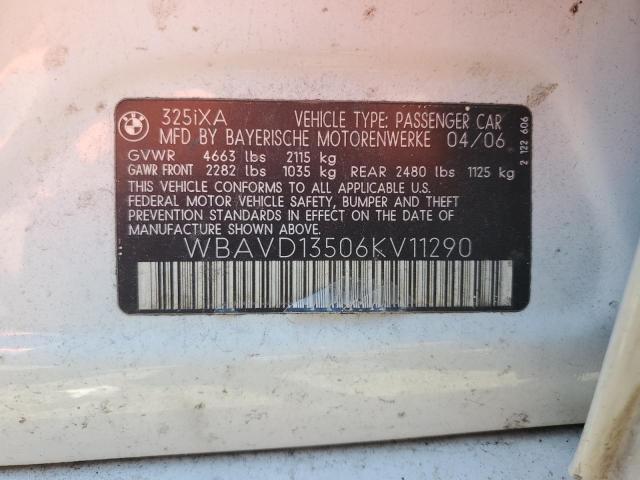 325iXA VEHICLE TYPE: PASSENGER CAR
MFD BY BAYERISCHE MOTORENWERKE 04/06
GVWR 4663 lbs 2115 kg
GAWR FRONT 2282 lbs 1035 kg REAR 2480 lbs 1125 kg
THIS VEHICLE CONFORMS TO ALL APPLICABLE U.S.
FEDERAL MOTOR VEHICLE SAFETY, BUMPER AND THEFT
PREVENTION STANDARDS IN EFFECT ON THE DATE OF
MANUFACTURE SHOWN ABOVE.
WBAVD13506KV11290
2 122 606